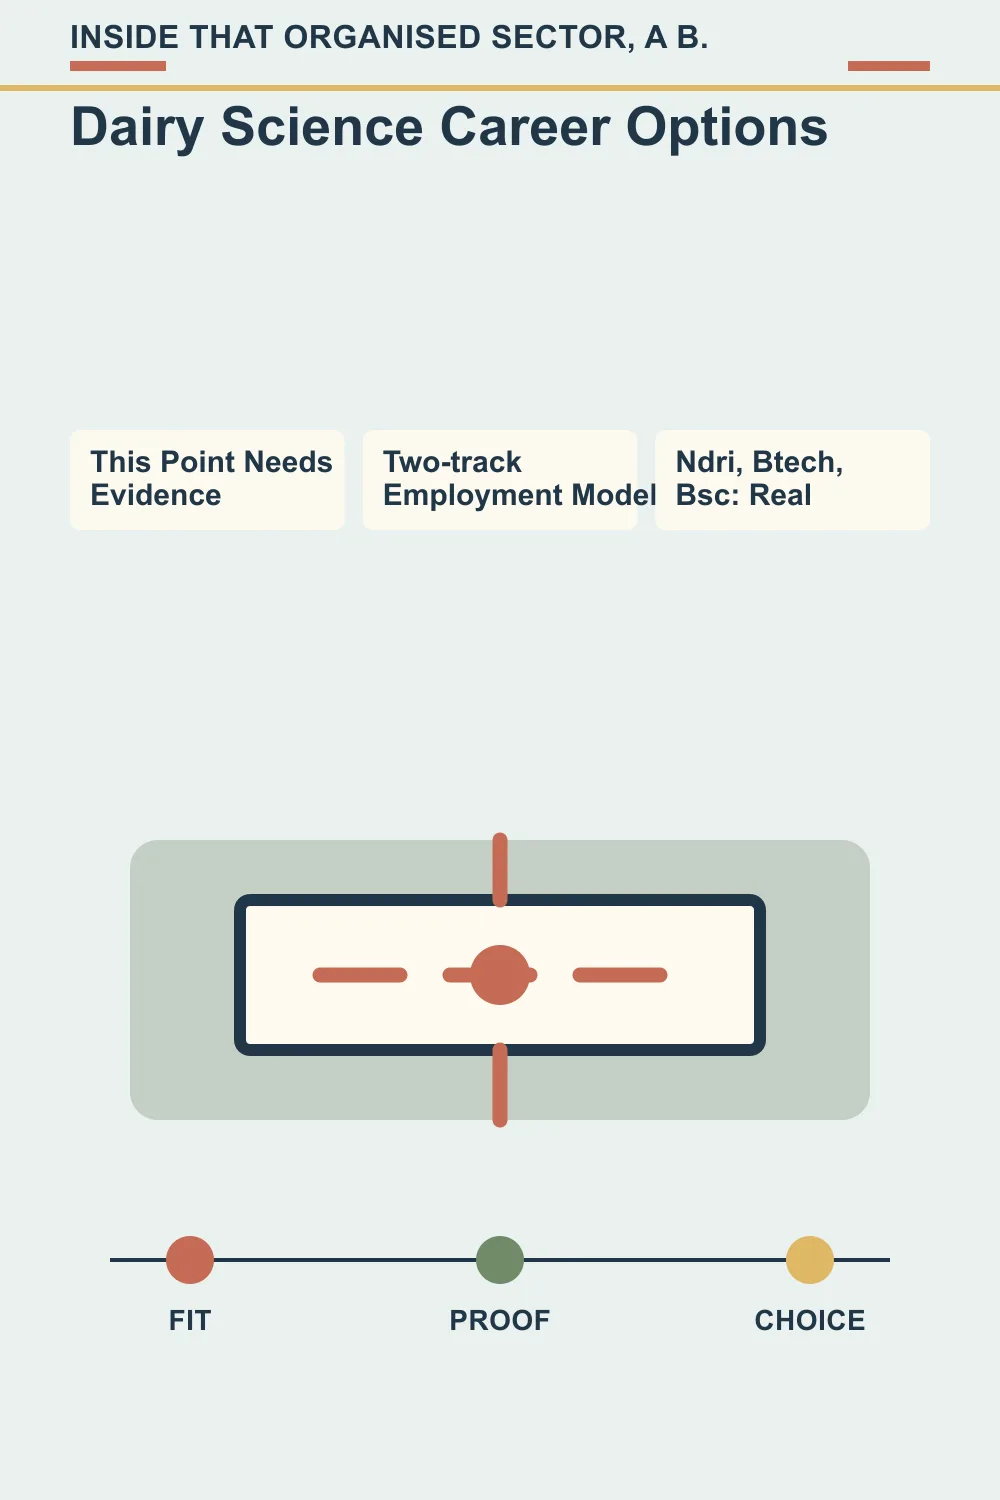 INSIDE THAT ORGANISED SECTOR, A B.
Dairy Science Career Options
This Point Needs
Evidence
Two-track
Employment Model
Ndri, Btech,
Bsc: Real
FIT
PROOF
CHOICE